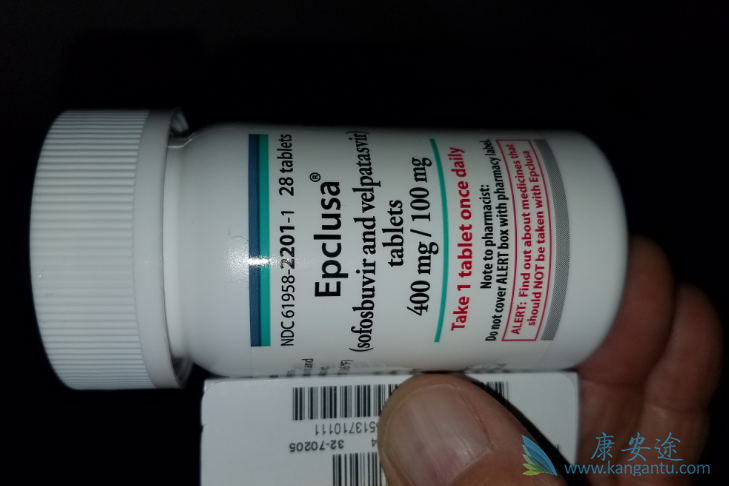 NDC 61958-2201-1 28 tablets
Epclusa®
(sofosbuvir and velpatasvir)
tablets
400 mg / 100 mg
Take 1 tablet once daily
Note to pharmacist:
Do not cover ALERT box with pharmacy label.
ALERT: Find out about medicines that
should NOT be taken with Epclusa
513710111
32-70205
康安途
www.kangantu.com